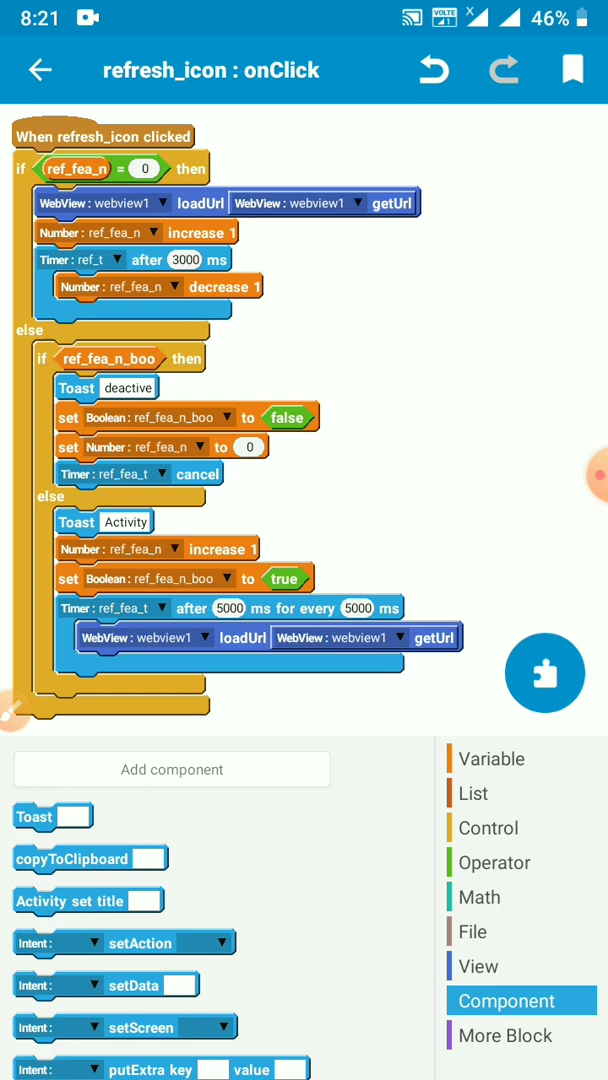 8:21 VOLTE X 46%
refresh_icon : onClick
When refresh_icon clicked
if ref_fea_n = 0 then
WebView : webview1 loadUrl WebView : webview1 getUrl
Number : ref_fea_n increase 1
Timer : ref_t after 3000 ms
Number : ref_fea_n decrease 1
else
if ref_fea_n_boo then
Toast deactive
set Boolean : ref_fea_n_boo to false
set Number : ref_fea_n to 0
Timer : ref_fea_t cancel
else
Toast Activity
Number : ref_fea_n increase 1
set Boolean : ref_fea_n_boo to true
Timer : ref_fea_t after 5000 ms for every 5000 ms
WebView : webview1 loadUrl WebView : webview1 getUrl
Add component
Toast
copyToClipboard
Activity set title
Intent : setAction
Intent : setData
Intent : setScreen
Intent : putExtra key value
Variable
List
Control
Operator
Math
File
View
Component
More Block